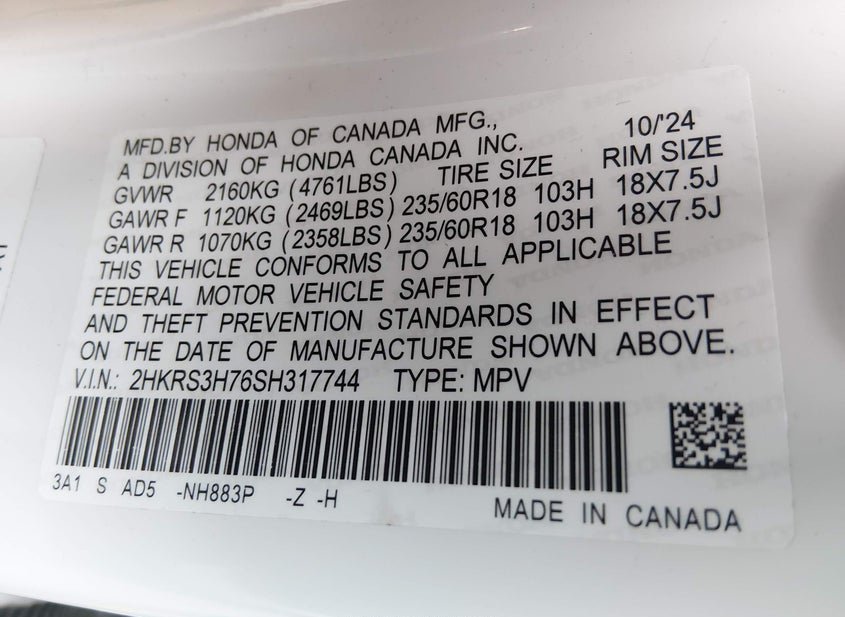 MFD.BY HONDA OF CANADA MFG., 10/'24
A DIVISION OF HONDA CANADA INC.
GVWR 2160KG (4761LBS) TIRE SIZE RIM SIZE
GAWR F 1120KG (2469LBS) 235/60R18 103H 18X7.5J
GAWR R 1070KG (2358LBS) 235/60R18 103H 18X7.5J
THIS VEHICLE CONFORMS TO ALL APPLICABLE
FEDERAL MOTOR VEHICLE SAFETY
AND THEFT PREVENTION STANDARDS IN EFFECT
ON THE DATE OF MANUFACTURE SHOWN ABOVE.
V.I.N.: 2HKRS3H76SH317744 TYPE: MPV
3A1 S AD5 -NH883P -Z -H
MADE IN CANADA